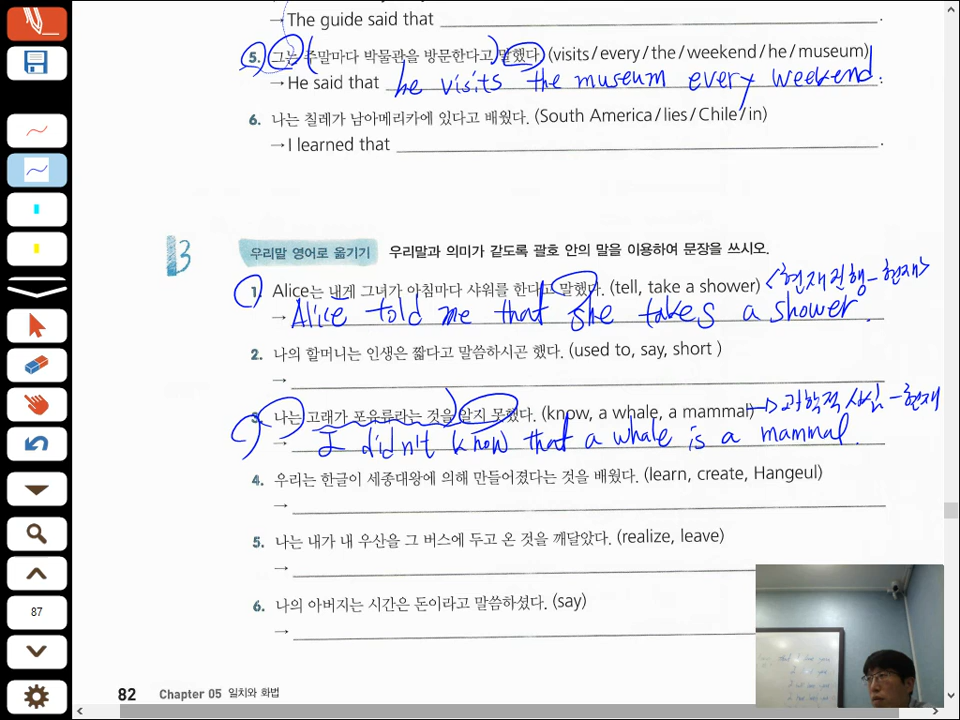 → The guide said that .
5. 그는 주말마다 박물관을 방문한다고 말했다. (visits / every / the / weekend / he / museum)
→ He said that he visits the museum every weekend.
6. 나는 칠레가 남아메리카에 있다고 배웠다. (South America / lies / Chile / in)
→ I learned that .
B
우리말 영어로 옮기기 우리말과 의미가 같도록 괄호 안의 말을 이용하여 문장을 쓰시오.
1. Alice는 내게 그녀가 아침마다 샤워를 한다고 말했다. (tell, take a shower) <현재진행-현재>
→ Alice told me that she takes a shower.
2. 나의 할머니는 인생은 짧다고 말씀하시곤 했다. (used to, say, short )
→
3. 나는 고래가 포유류라는 것을 알지 못했다. (know, a whale, a mammal) → 과학적 사실 - 현재
→ I didn't know that a whale is a mammal.
4. 우리는 한글이 세종대왕에 의해 만들어졌다는 것을 배웠다. (learn, create, Hangeul)
→
5. 나는 내가 내 우산을 그 버스에 두고 온 것을 깨달았다. (realize, leave)
→
6. 나의 아버지는 시간은 돈이라고 말씀하셨다. (say)
→
87
82 Chapter 05 일치와 화법